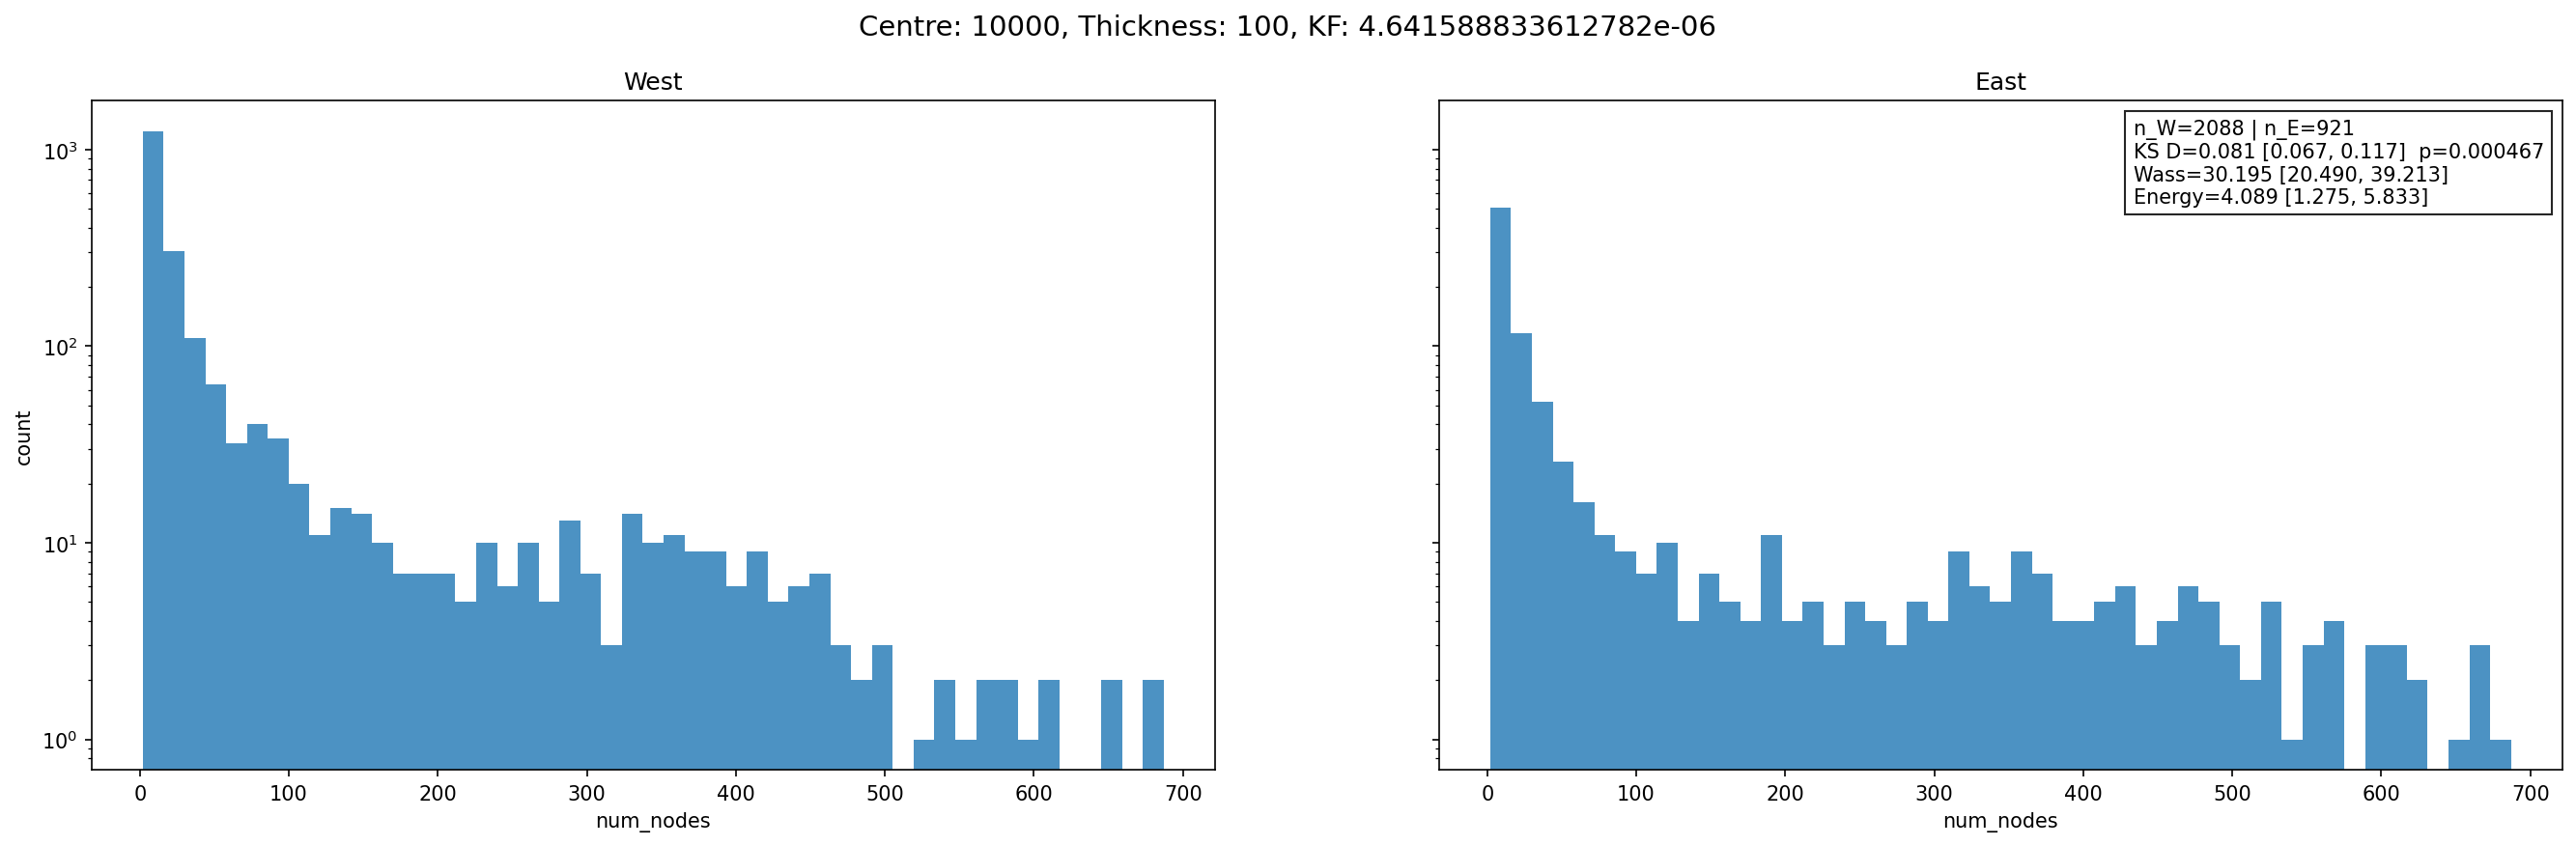 Centre: 10000, Thickness: 100, KF: 4.641588833612782e-06
West
10³
10²
10¹
10⁰
count
0 100 200 300 400 500 600 700
num_nodes
East
n_W=2088 | n_E=921
KS D=0.081 [0.067, 0.117]  p=0.000467
Wass=30.195 [20.490, 39.213]
Energy=4.089 [1.275, 5.833]
0 100 200 300 400 500 600 700
num_nodes